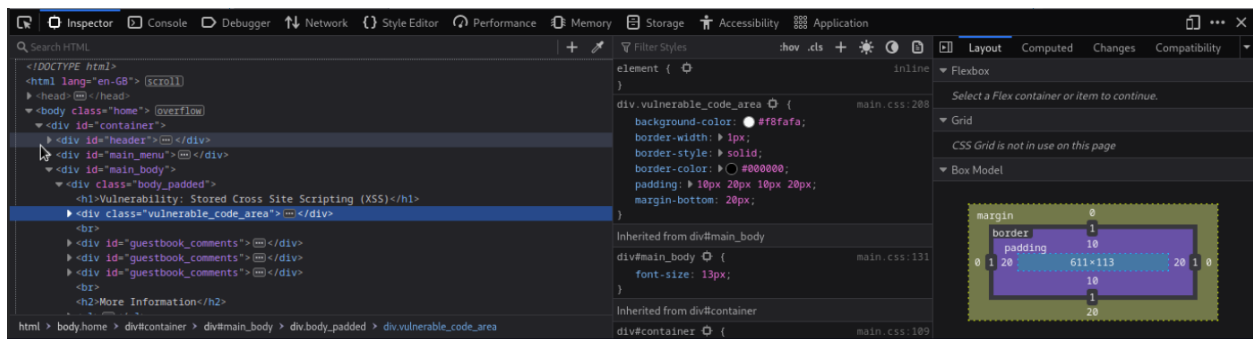 Inspector Console Debugger Network {} Style Editor Performance Memory Storage Accessibility Application
Search HTML
+
<!DOCTYPE html>
<html lang="en-GB"> scroll
<head> </head>
<body class="home"> overflow
<div id="container">
<div id="header"> </div>
<div id="main_menu"> </div>
<div id="main_body">
<div class="body_padded">
<h1>Vulnerability: Stored Cross Site Scripting (XSS)</h1>
<div class="vulnerable_code_area"> </div>
<br>
<div id="guestbook_comments"> </div>
<div id="guestbook_comments"> </div>
<div id="guestbook_comments"> </div>
<br>
<h2>More Information</h2>
html > body.home > div#container > div#main_body > div.body_padded > div.vulnerable_code_area
Filter Styles :hov .cls +
element { inline
}
div.vulnerable_code_area { main.css:208
background-color: #f8fafa;
border-width: 1px;
border-style: solid;
border-color: #000000;
padding: 10px 20px 10px 20px;
margin-bottom: 20px;
}
Inherited from div#main_body
div#main_body { main.css:131
font-size: 13px;
}
Inherited from div#container
div#container { main.css:109
Layout Computed Changes Compatibility
Flexbox
Select a Flex container or item to continue.
Grid
CSS Grid is not in use on this page
Box Model
margin 0
border 1
padding 10
0 1 20 611×113 20 1 0
10
1
20